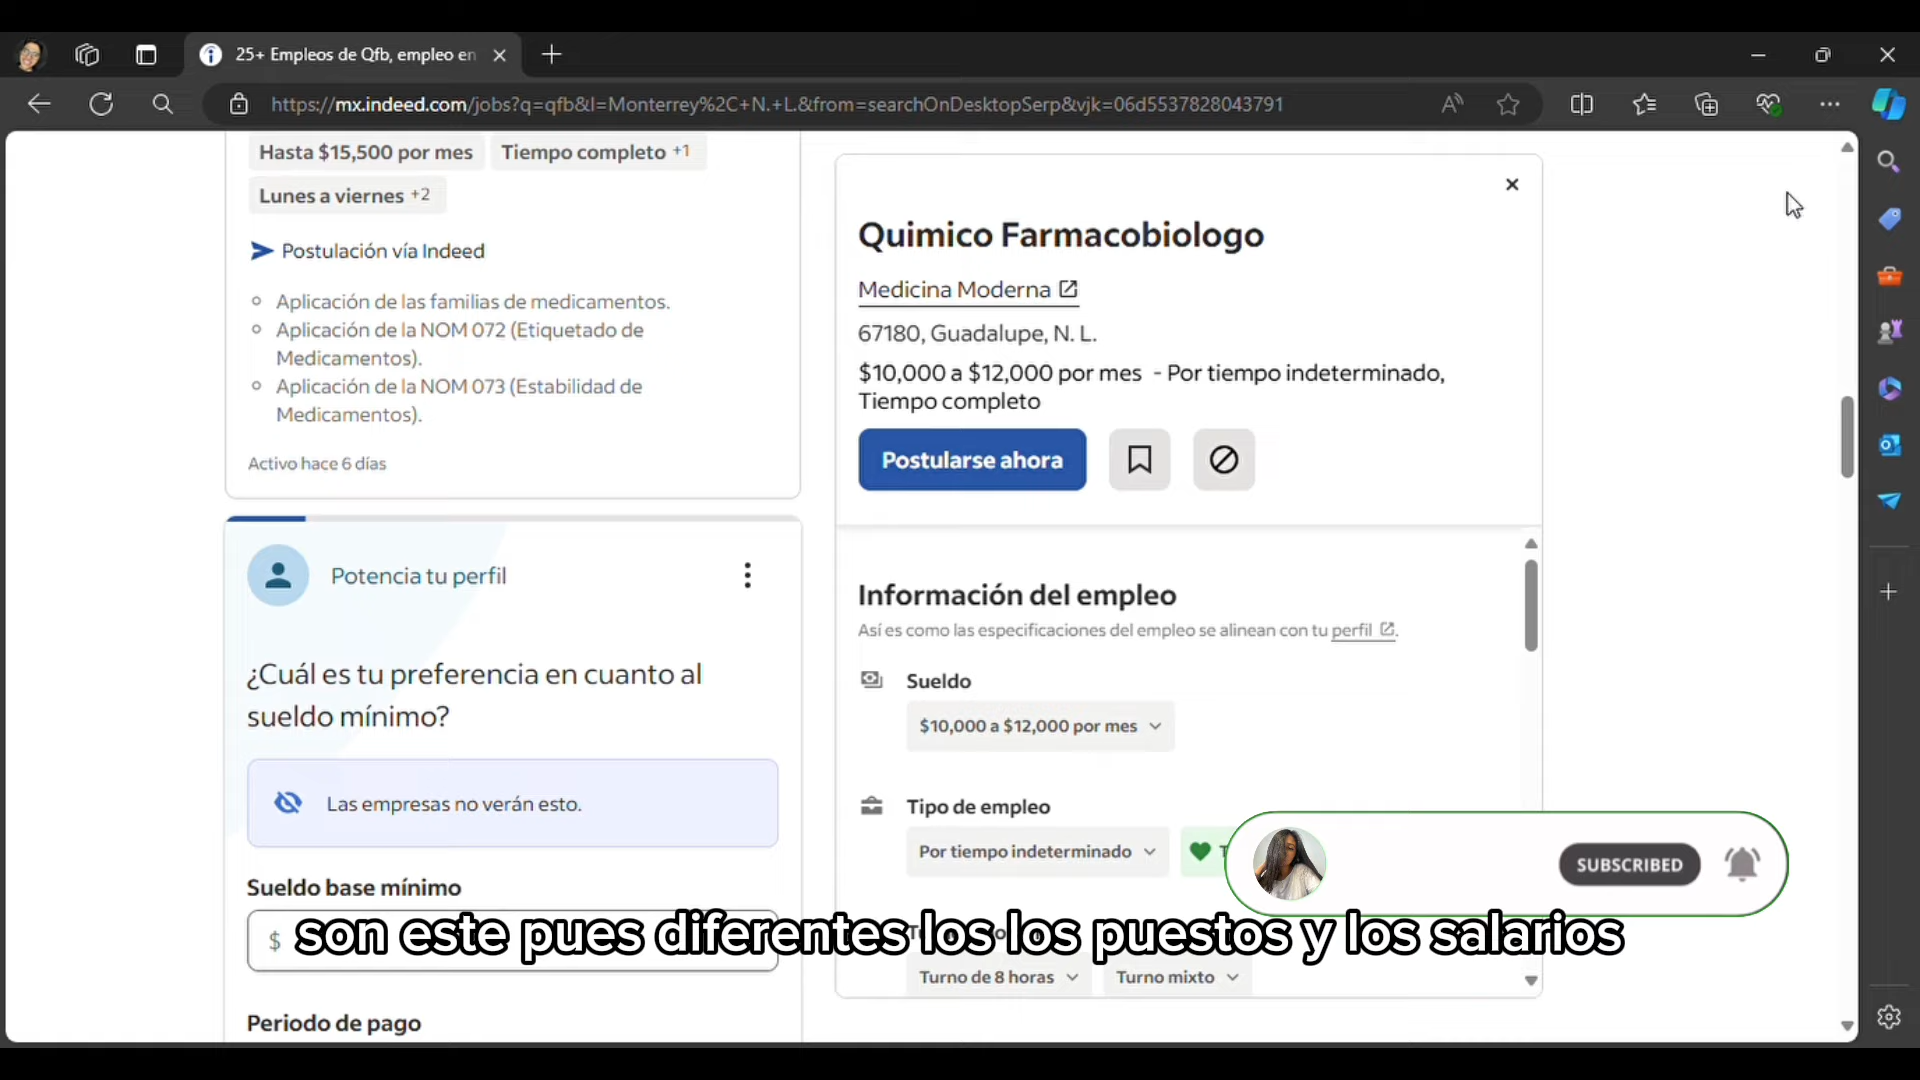 25+ Empleos de Qfb, empleo en
https://mx.indeed.com/jobs?q=qfb&l=Monterrey%2C+N.+L.&from=searchOnDesktopSerp&vjk=06d5537828043791
Hasta $15,500 por mes
Tiempo completo +1
Lunes a viernes +2
Postulación vía Indeed
Aplicación de las familias de medicamentos.
Aplicación de la NOM 072 (Etiquetado de
Medicamentos).
Aplicación de la NOM 073 (Estabilidad de
Medicamentos).
Activo hace 6 días
Potencia tu perfil
¿Cuál es tu preferencia en cuanto al
sueldo mínimo?
Las empresas no verán esto.
Sueldo base mínimo
$
Periodo de pago
Quimico Farmacobiologo
Medicina Moderna
67180, Guadalupe, N. L.
$10,000 a $12,000 por mes - Por tiempo indeterminado,
Tiempo completo
Postularse ahora
Información del empleo
Así es como las especificaciones del empleo se alinean con tu perfil.
Sueldo
$10,000 a $12,000 por mes
Tipo de empleo
Por tiempo indeterminado
Turno de 8 horas
Turno mixto
SUBSCRIBED
son este pues diferentes los los puestos y los salarios